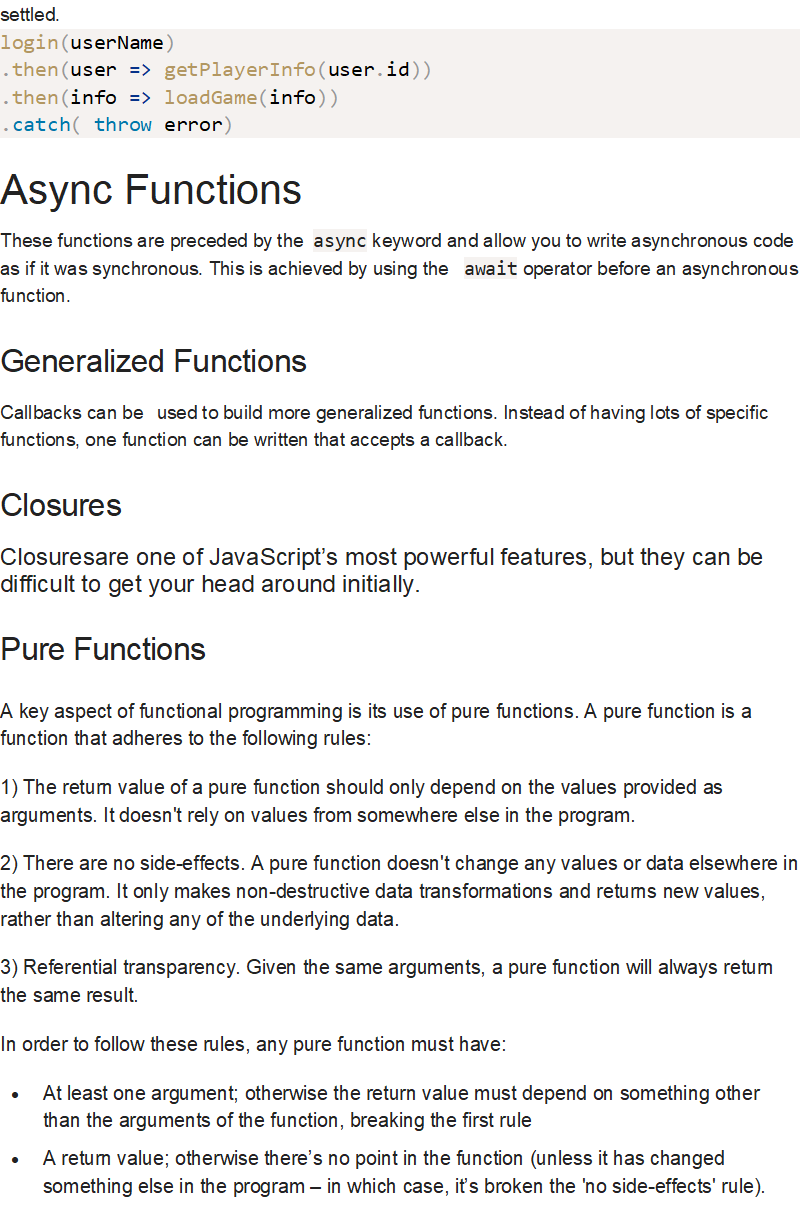 settled.
login(userName)
.then(user => getPlayerInfo(user.id))
.then(info => loadGame(info))
.catch( throw error)
Async Functions
These functions are preceded by the async keyword and allow you to write asynchronous code
as if it was synchronous. This is achieved by using the await operator before an asynchronous
function.
Generalized Functions
Callbacks can be used to build more generalized functions. Instead of having lots of specific
functions, one function can be written that accepts a callback.
Closures
Closuresare one of JavaScript’s most powerful features, but they can be
difficult to get your head around initially.
Pure Functions
A key aspect of functional programming is its use of pure functions. A pure function is a
function that adheres to the following rules:
1) The return value of a pure function should only depend on the values provided as
arguments. It doesn't rely on values from somewhere else in the program.
2) There are no side-effects. A pure function doesn't change any values or data elsewhere in
the program. It only makes non-destructive data transformations and returns new values,
rather than altering any of the underlying data.
3) Referential transparency. Given the same arguments, a pure function will always return
the same result.
In order to follow these rules, any pure function must have:
• At least one argument; otherwise the return value must depend on something other
than the arguments of the function, breaking the first rule
• A return value; otherwise there’s no point in the function (unless it has changed
something else in the program – in which case, it’s broken the 'no side-effects' rule).